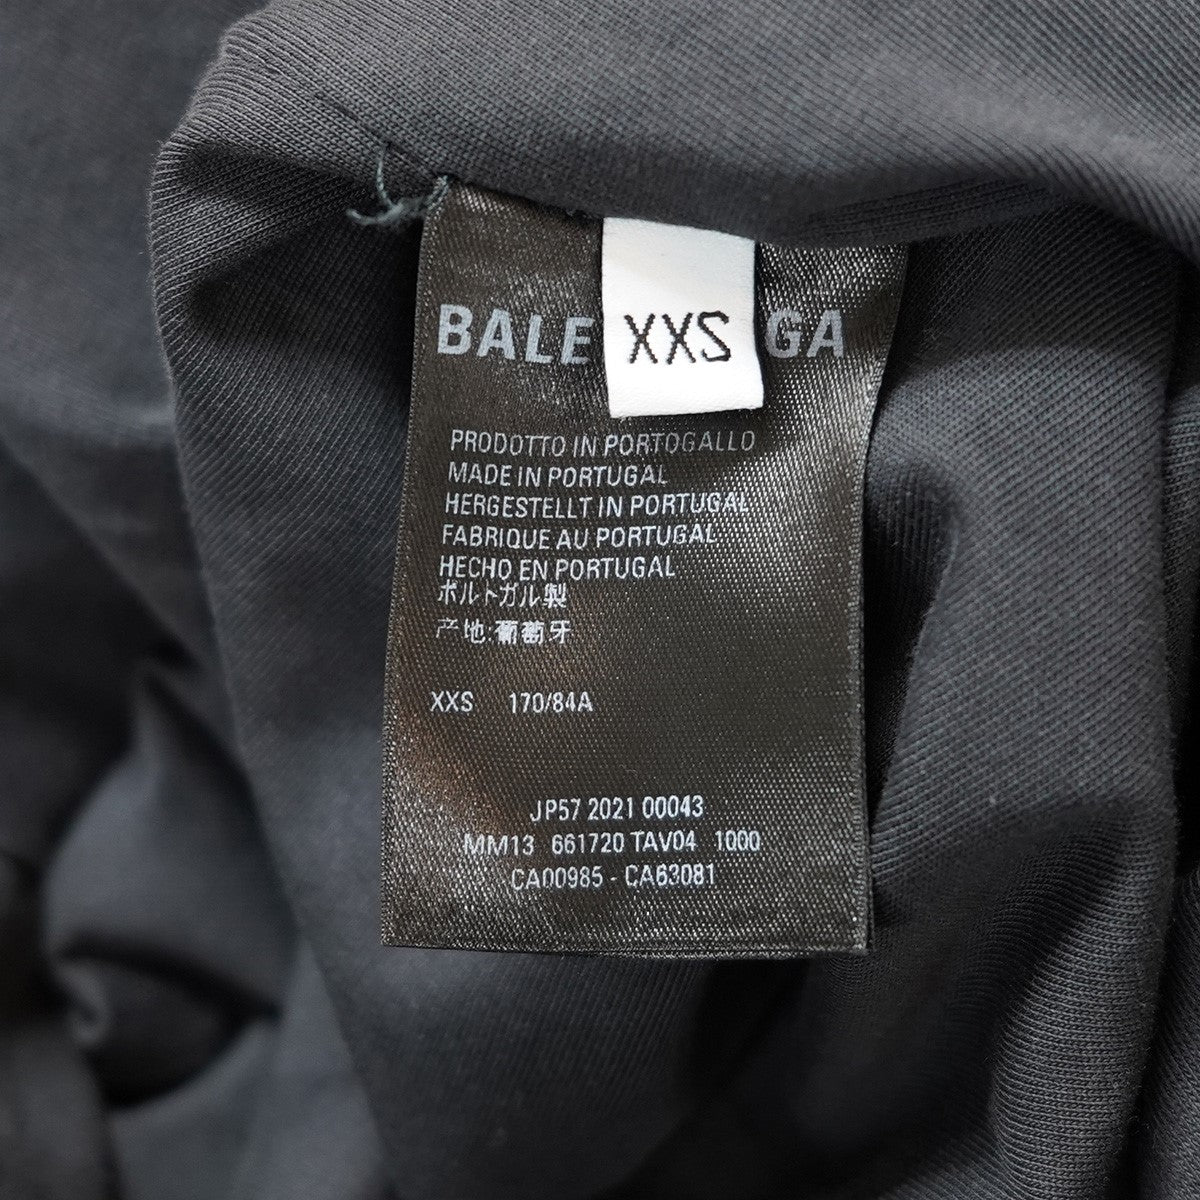 BALE XXS GA
PRODOTTO IN PORTOGALLO
MADE IN PORTUGAL
HERGESTELLT IN PORTUGAL
FABRIQUE AU PORTUGAL
HECHO EN PORTUGAL
ポルトガル製
产地:葡萄牙
XXS 170/84A
JP57 2021 00043
MM13 661720 TAV04 1000
CA00985 - CA63081